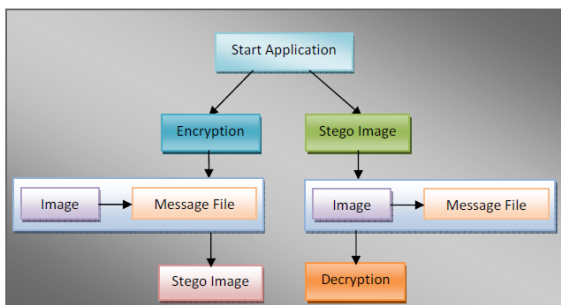 Start Application
Encryption
Stego Image
Image
Message File
Image
Message File
Stego Image
Decryption